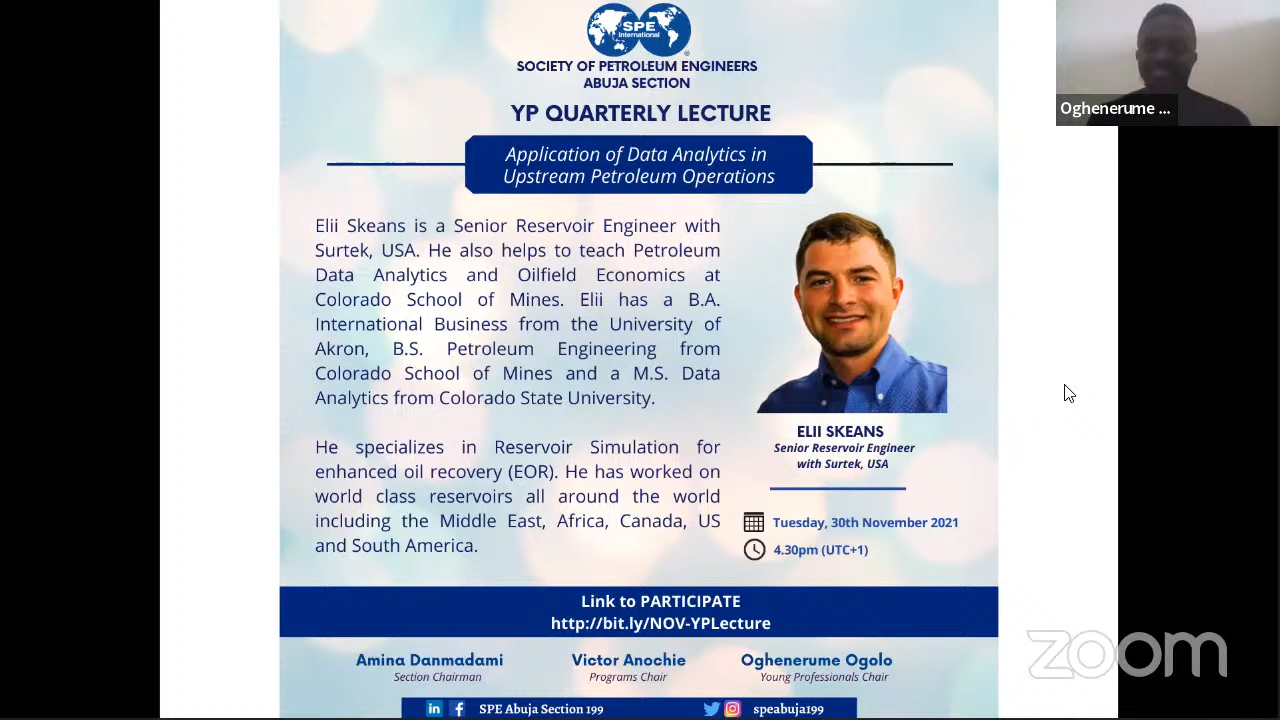 SPE
International
SOCIETY OF PETROLEUM ENGINEERS
ABUJA SECTION
YP QUARTERLY LECTURE
Application of Data Analytics in
Upstream Petroleum Operations
Elii Skeans is a Senior Reservoir Engineer with
Surtek, USA. He also helps to teach Petroleum
Data Analytics and Oilfield Economics at
Colorado School of Mines. Elii has a B.A.
International Business from the University of
Akron, B.S. Petroleum Engineering from
Colorado School of Mines and a M.S. Data
Analytics from Colorado State University.
He specializes in Reservoir Simulation for
enhanced oil recovery (EOR). He has worked on
world class reservoirs all around the world
including the Middle East, Africa, Canada, US
and South America.
ELII SKEANS
Senior Reservoir Engineer
with Surtek, USA
Tuesday, 30th November 2021
4.30pm (UTC+1)
Link to PARTICIPATE
http://bit.ly/NOV-YPLecture
Amina Danmadami
Section Chairman
Victor Anochie
Programs Chair
Oghenerume Ogolo
Young Professionals Chair
SPE Abuja Section 199
speabuja199
Oghenerume ...
zoom